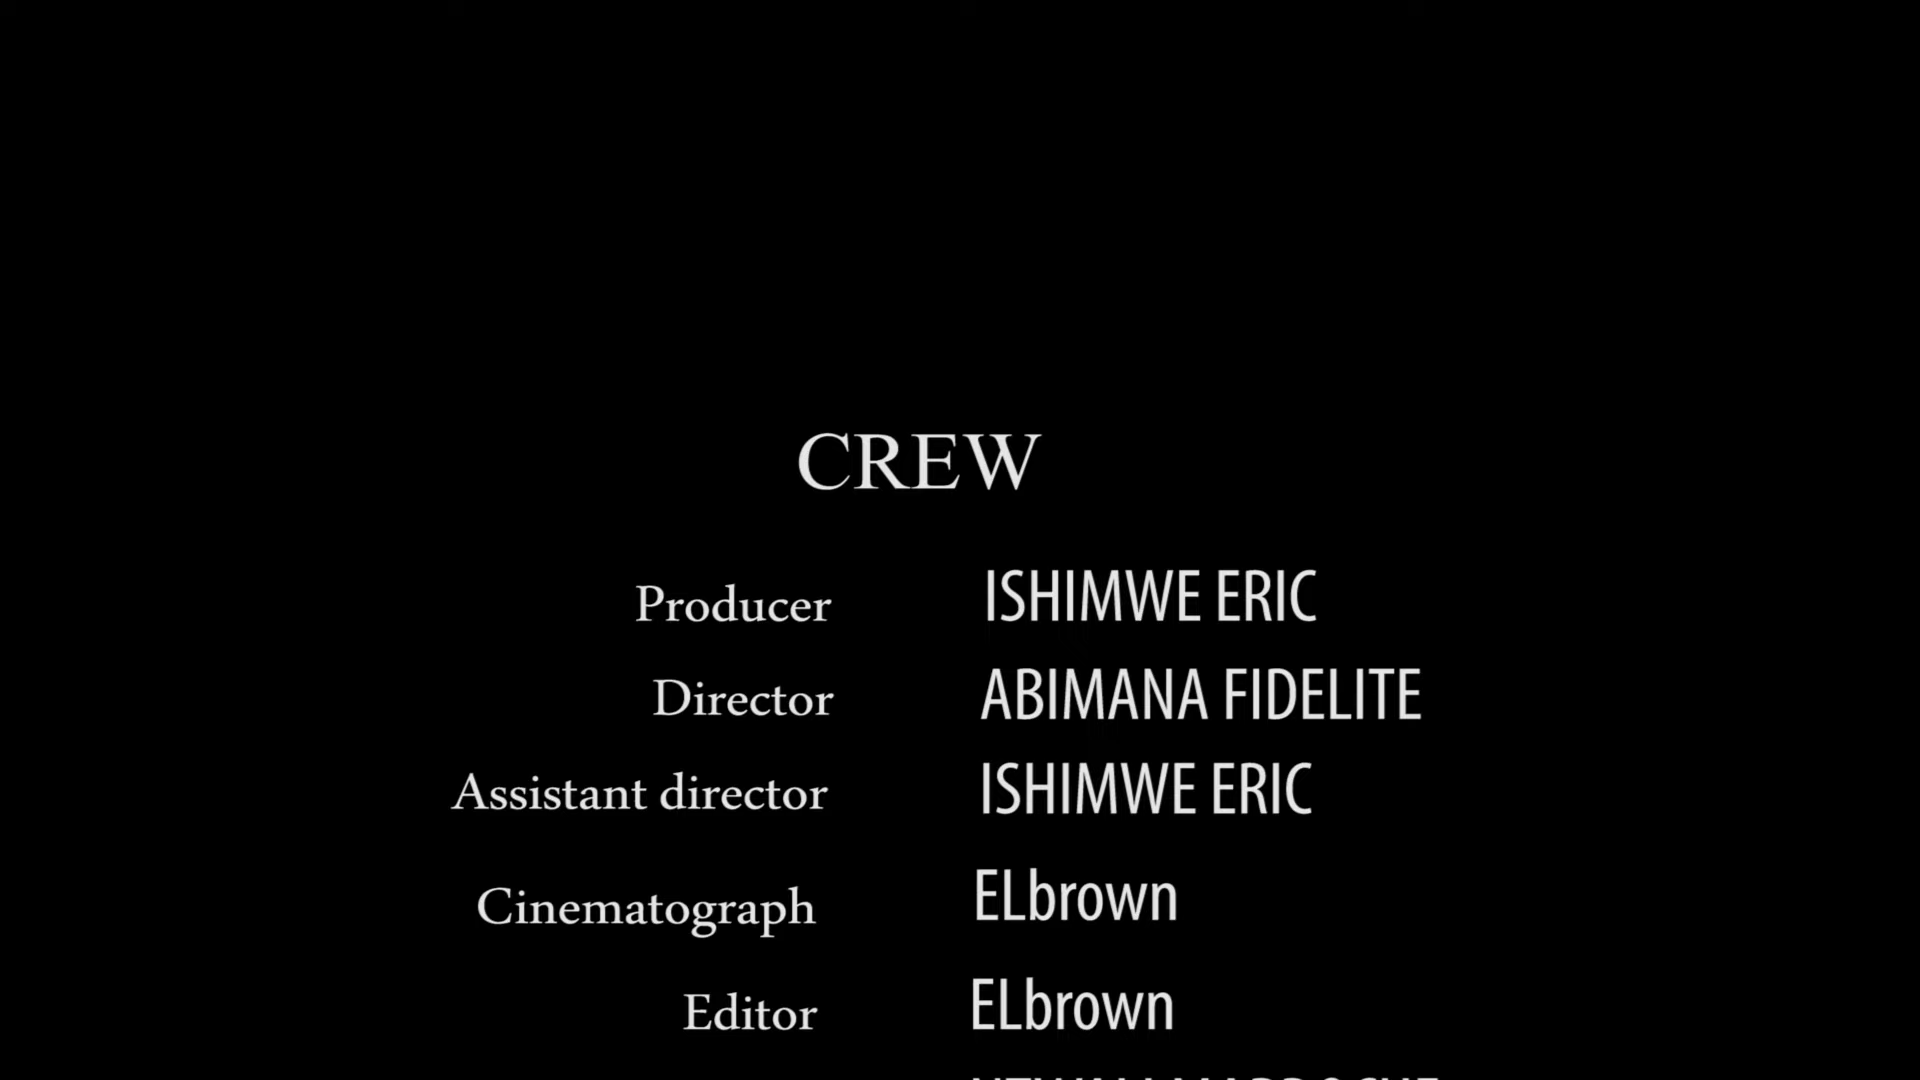 CREW
Producer ISHIMWE ERIC
Director ABIMANA FIDELITE
Assistant director ISHIMWE ERIC
Cinematograph ELbrown
Editor ELbrown